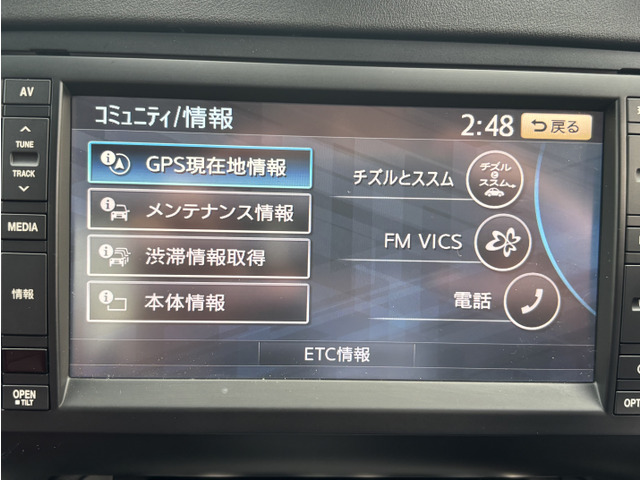 AV
TUNE
TRACK
MEDIA
情報
OPEN
TILT
コミュニティ/情報
2:48
戻る
GPS現在地情報
メンテナンス情報
渋滞情報取得
本体情報
チズルとススム
チズル
と
ススム
FM VICS
電話
ETC情報
OPT